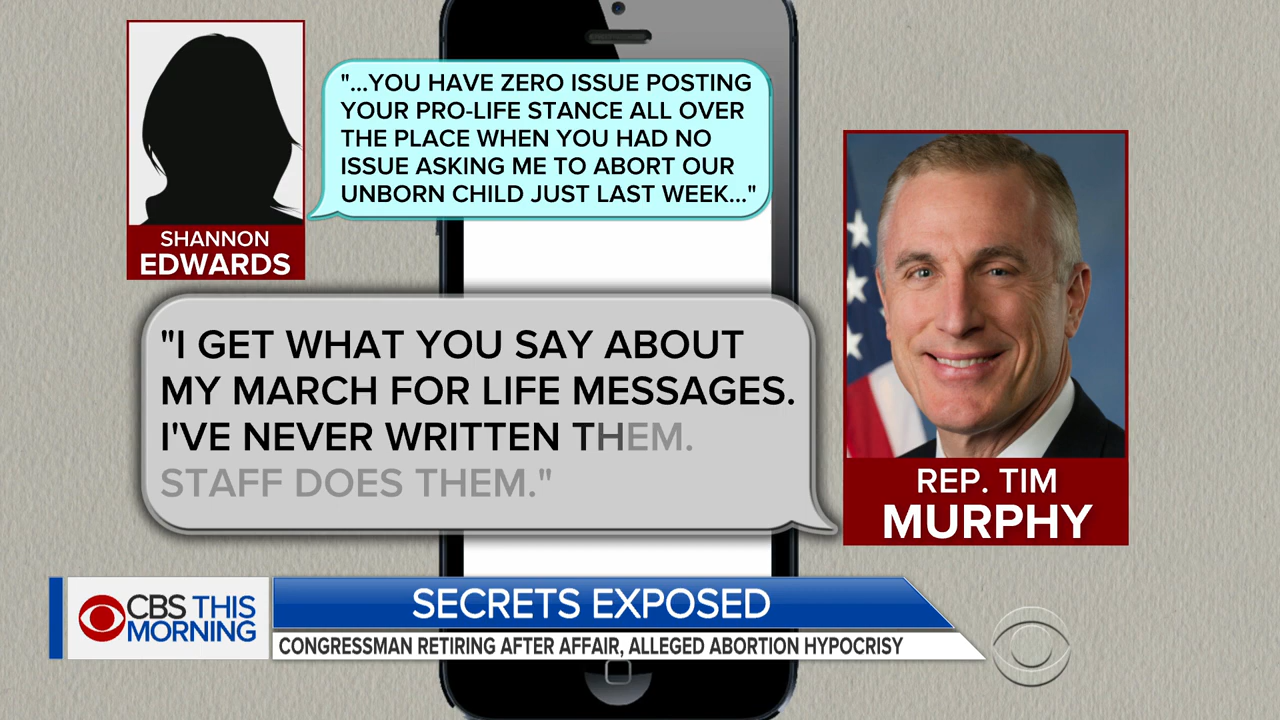 "...YOU HAVE ZERO ISSUE POSTING
YOUR PRO-LIFE STANCE ALL OVER
THE PLACE WHEN YOU HAD NO
ISSUE ASKING ME TO ABORT OUR
UNBORN CHILD JUST LAST WEEK..."
SHANNON
EDWARDS
"I GET WHAT YOU SAY ABOUT
MY MARCH FOR LIFE MESSAGES.
I'VE NEVER WRITTEN THEM.
STAFF DOES THEM."
REP. TIM
MURPHY
CBS THIS
MORNING
SECRETS EXPOSED
CONGRESSMAN RETIRING AFTER AFFAIR, ALLEGED ABORTION HYPOCRISY